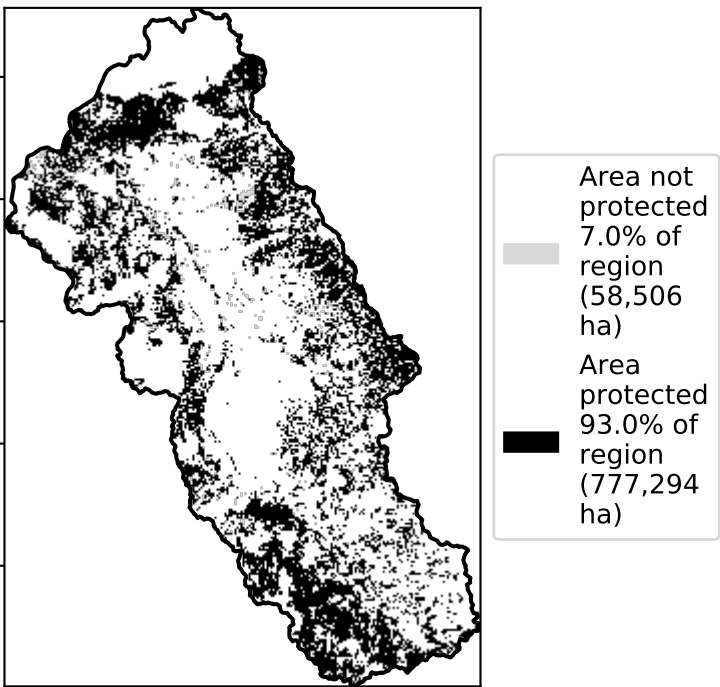 Area not
protected
7.0% of
region
(58,506
ha)
Area
protected
93.0% of
region
(777,294
ha)